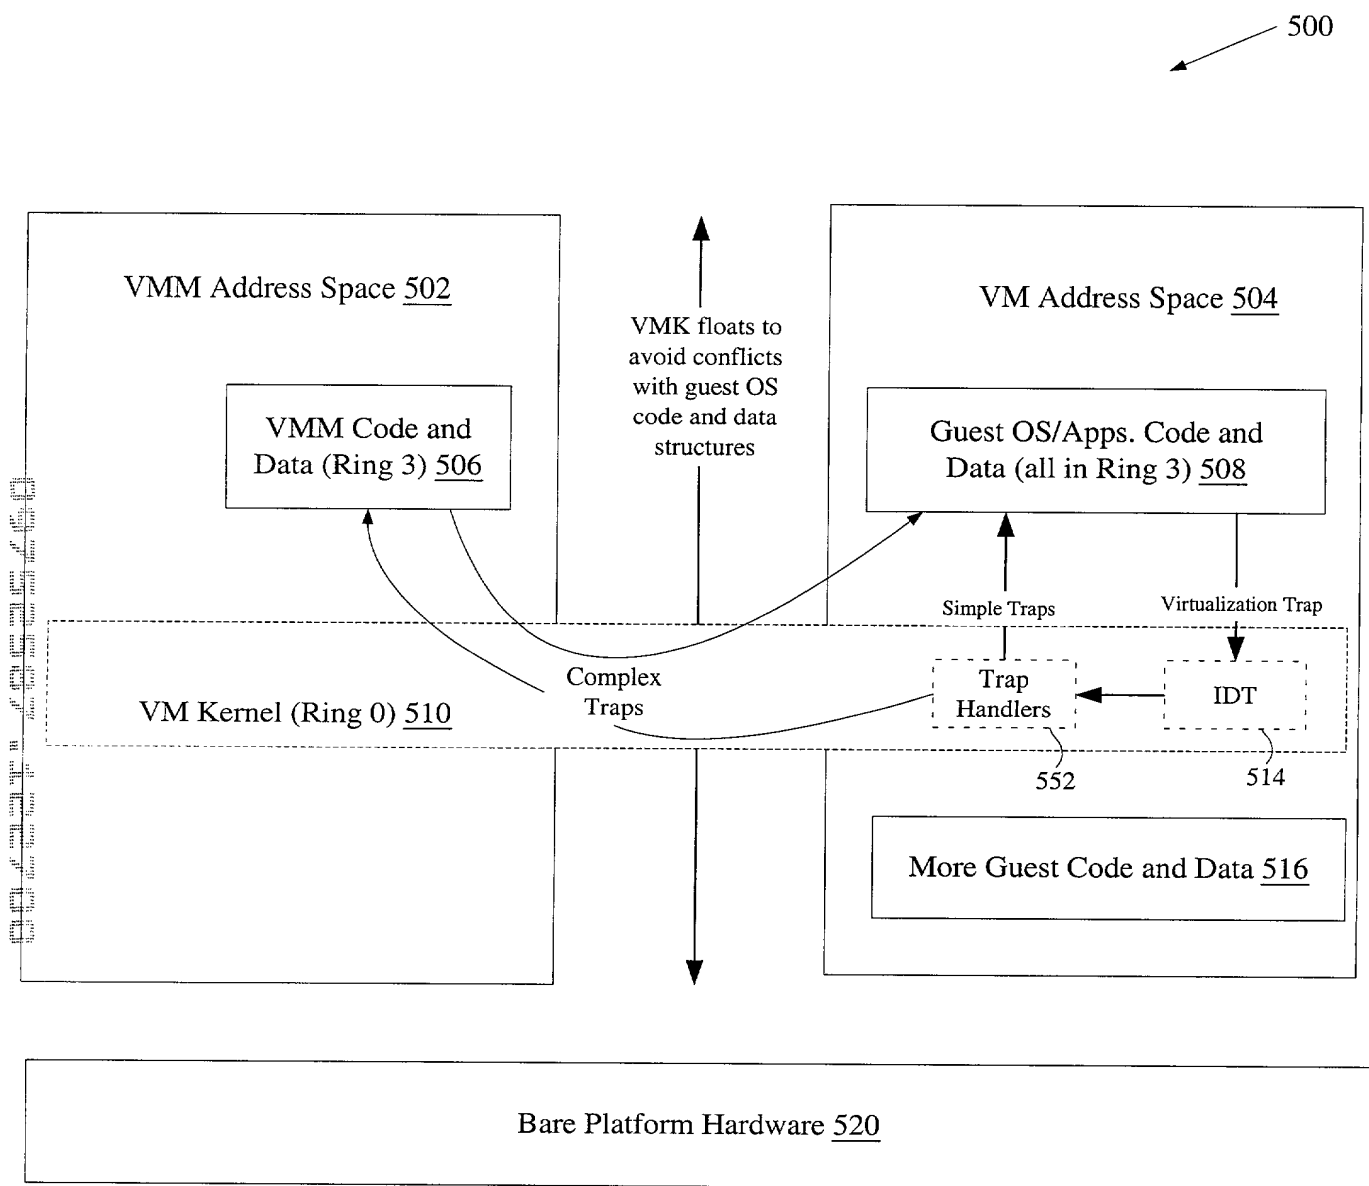 500
VMM Address Space 502
VM Address Space 504
VMK floats to
avoid conflicts
with guest OS
code and data
structures
VMM Code and
Data (Ring 3) 506
Guest OS/Apps. Code and
Data (all in Ring 3) 508
Simple Traps
Virtualization Trap
VM Kernel (Ring 0) 510
Complex
Traps
Trap
Handlers
IDT
552
514
More Guest Code and Data 516
Bare Platform Hardware 520